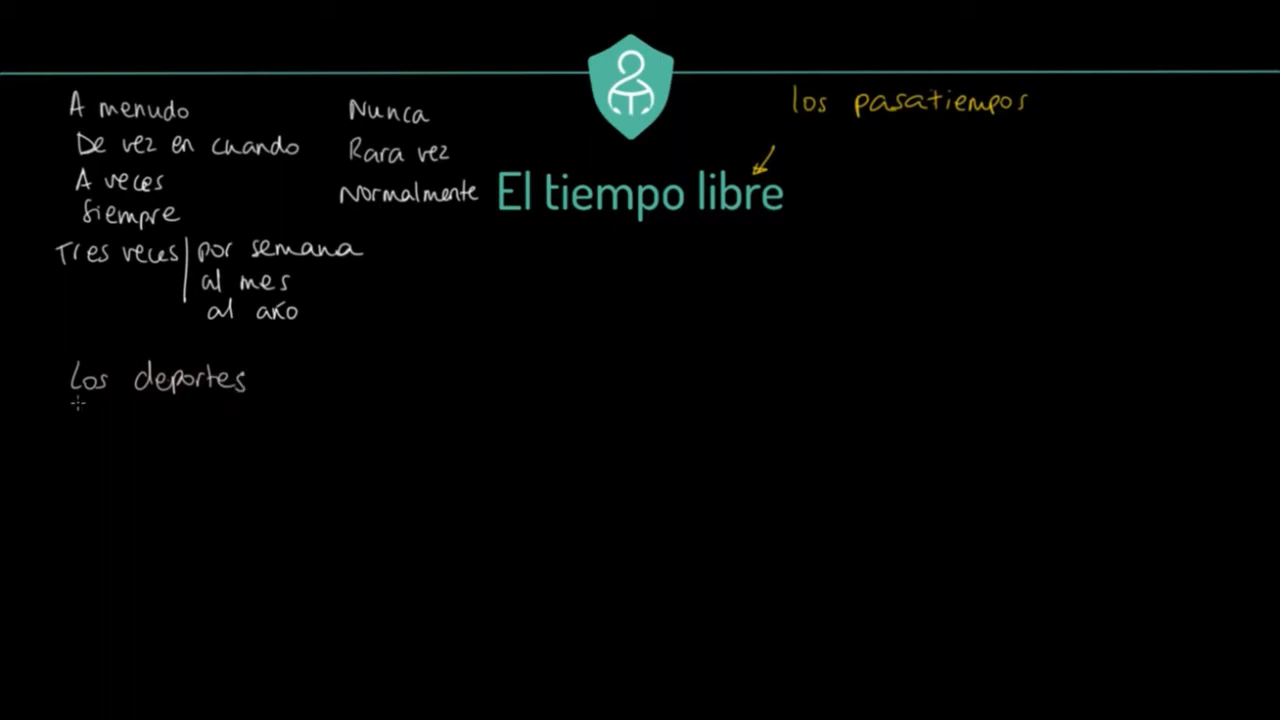 A menudo
De vez en cuando
A veces
Siempre
Tres veces por semana
al mes
al año
Nunca
Rara vez
Normalmente
El tiempo libre
los pasatiempos
Los deportes